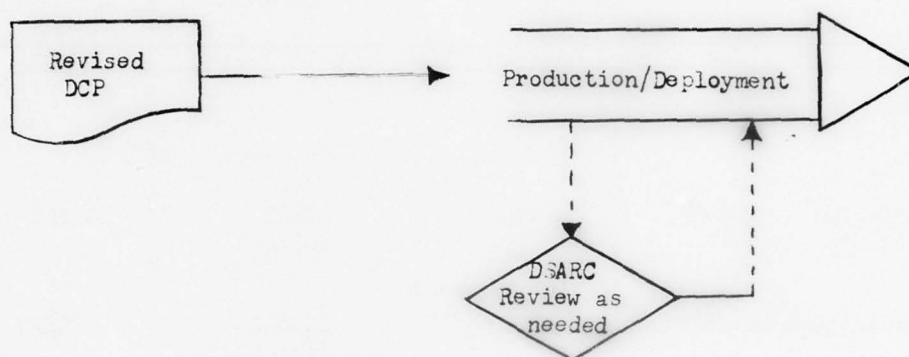 Revised
DCP
Production/Deployment
DSARC
Review as
needed